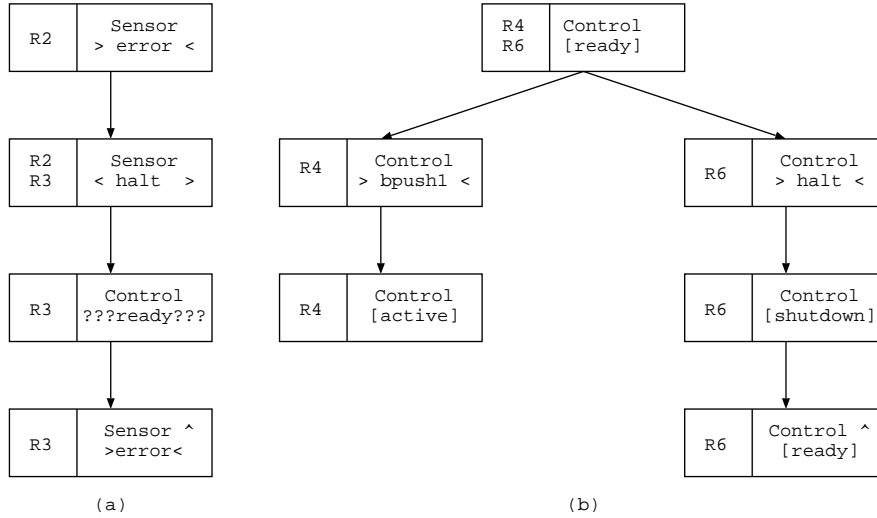 R2
Sensor
> error <
R2
R3
Sensor
< halt >
R3
Control
???ready???
R3
Sensor ^
>error<
(a)
R4
R6
Control
[ready]
R4
Control
> bpush1 <
R4
Control
[active]
R6
Control
> halt <
R6
Control
[shutdown]
R6
Control ^
[ready]
(b)